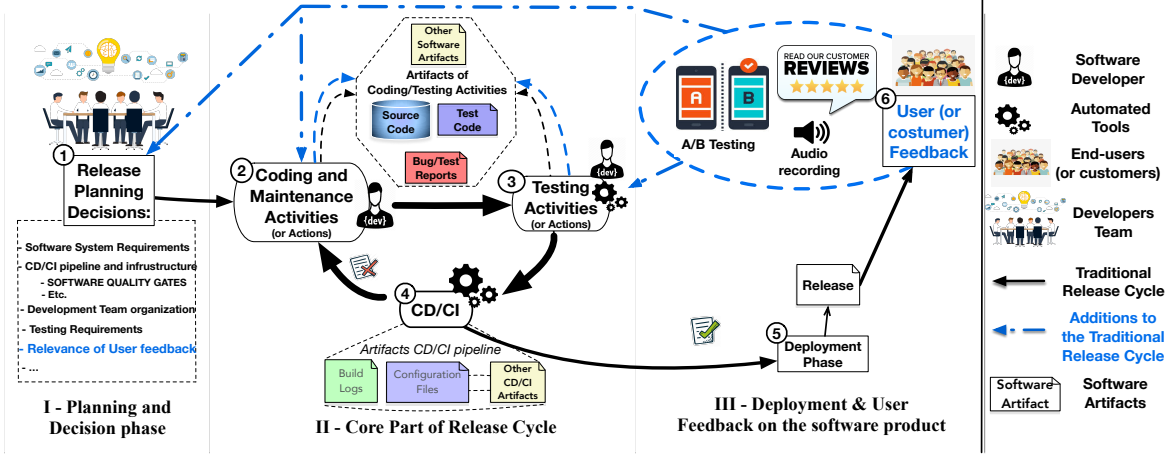 1
Release
Planning
Decisions:
- Software System Requirements
- CD/CI pipeline and infrustructure
- SOFTWARE QUALITY GATES
- Etc.
- Development Team organization
- Testing Requirements
- Relevance of User feedback
- ...
I - Planning and
Decision phase
Other
Software
Artifacts
Artifacts of
Coding/Testing Activities
Source
Code
Test
Code
Bug/Test
Reports
2
Coding and
Maintenance
Activities
(or Actions)
{dev}
3
Testing
Activities
(or Actions)
{dev}
4
CD/CI
Artifacts CD/CI pipeline
Build
Logs
Configuration
Files
Other
CD/CI
Artifacts
II - Core Part of Release Cycle
A
B
A/B Testing
READ OUR CUSTOMER
REVIEWS
Audio
recording
6
User (or
costumer)
Feedback
Release
5
Deployment
Phase
III - Deployment & User
Feedback on the software product
{dev}
Software
Developer
Automated
Tools
End-users
(or customers)
Developers
Team
Traditional
Release Cycle
Additions to
the Traditional
Release Cycle
Software
Artifact
Software
Artifacts